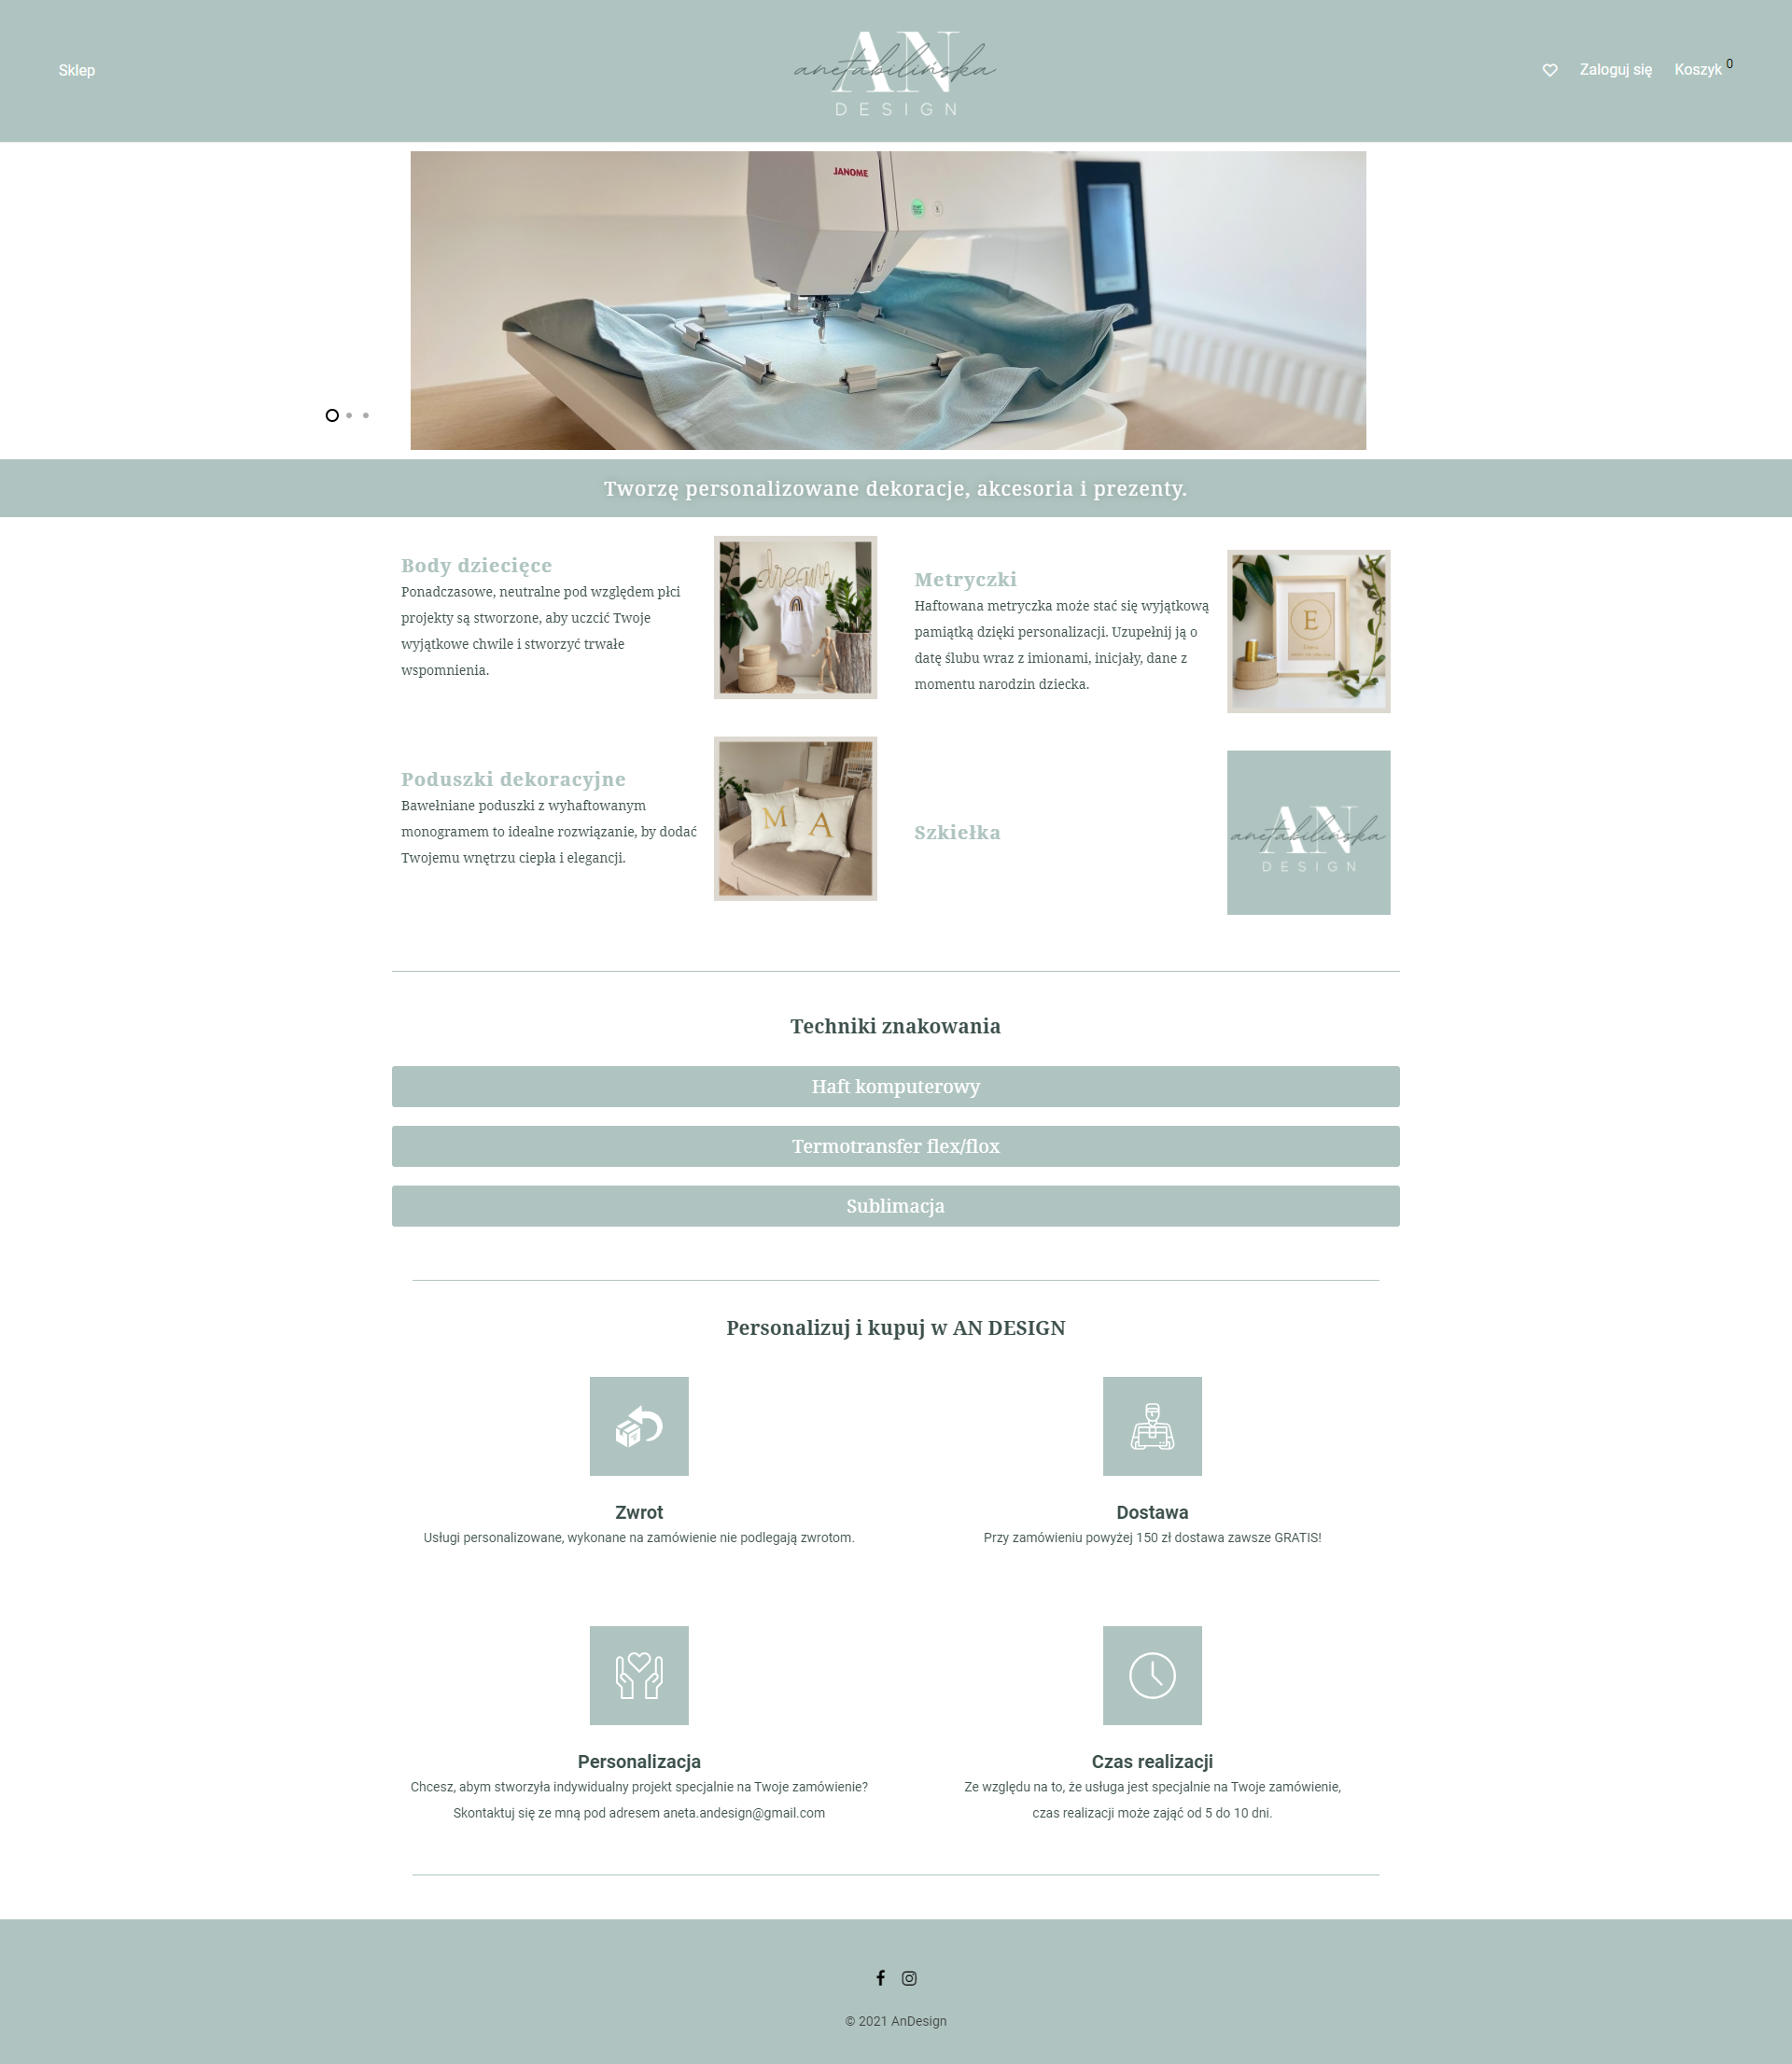 Sklep
AN
anetabilińska
DESIGN
Zaloguj się
Koszyk 0
JANOME
Tworzę personalizowane dekoracje, akcesoria i prezenty.
Body dziecięce
Ponadczasowe, neutralne pod względem płci
projekty są stworzone, aby uczcić Twoje
wyjątkowe chwile i stworzyć trwałe
wspomnienia.
dream
Metryczki
Haftowana metryczka może stać się wyjątkową
pamiątką dzięki personalizacji. Uzupełnij ją o
datę ślubu wraz z imionami, inicjały, dane z
momentu narodzin dziecka.
E
Poduszki dekoracyjne
Bawełniane poduszki z wyhaftowanym
monogramem to idealne rozwiązanie, by dodać
Twojemu wnętrzu ciepła i elegancji.
M A
Szkiełka
AN
anetabilińska
DESIGN
Techniki znakowania
Haft komputerowy
Termotransfer flex/flox
Sublimacja
Personalizuj i kupuj w AN DESIGN
Zwrot
Usługi personalizowane, wykonane na zamówienie nie podlegają zwrotom.
Dostawa
Przy zamówieniu powyżej 150 zł dostawa zawsze GRATIS!
Personalizacja
Chcesz, abym stworzyła indywidualny projekt specjalnie na Twoje zamówienie?
Skontaktuj się ze mną pod adresem aneta.andesign@gmail.com
Czas realizacji
Ze względu na to, że usługa jest specjalnie na Twoje zamówienie,
czas realizacji może zająć od 5 do 10 dni.
© 2021 AnDesign